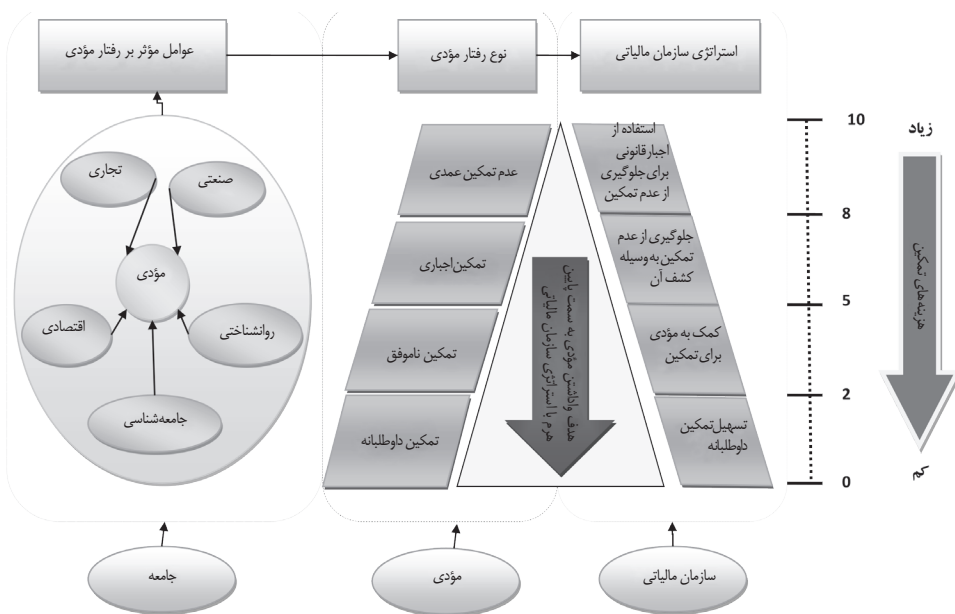 استراتژی سازمان مالیاتی
نوع رفتار مؤدی
عوامل مؤثر بر رفتار مؤدی
زیاد
هزینه‌های تمکین
کم
10
8
5
2
0
استفاده از
اجبارقانونی
برای جلوگیری
از عدم تمکین
جلوگیری از عدم
تمکین به وسیله
کشف آن
کمک به مؤدی
برای تمکین
تسهیل تمکین
داوطلبانه
هدف واداشتن مؤدی به سمت پایین
هرم با استراتژی سازمان مالیاتی
عدم تمکین عمدی
تمکین اجباری
تمکین ناموفق
تمکین داوطلبانه
صنعتی
تجاری
مؤدی
روانشناختی
اقتصادی
جامعه‌شناسی
سازمان مالیاتی
مؤدی
جامعه